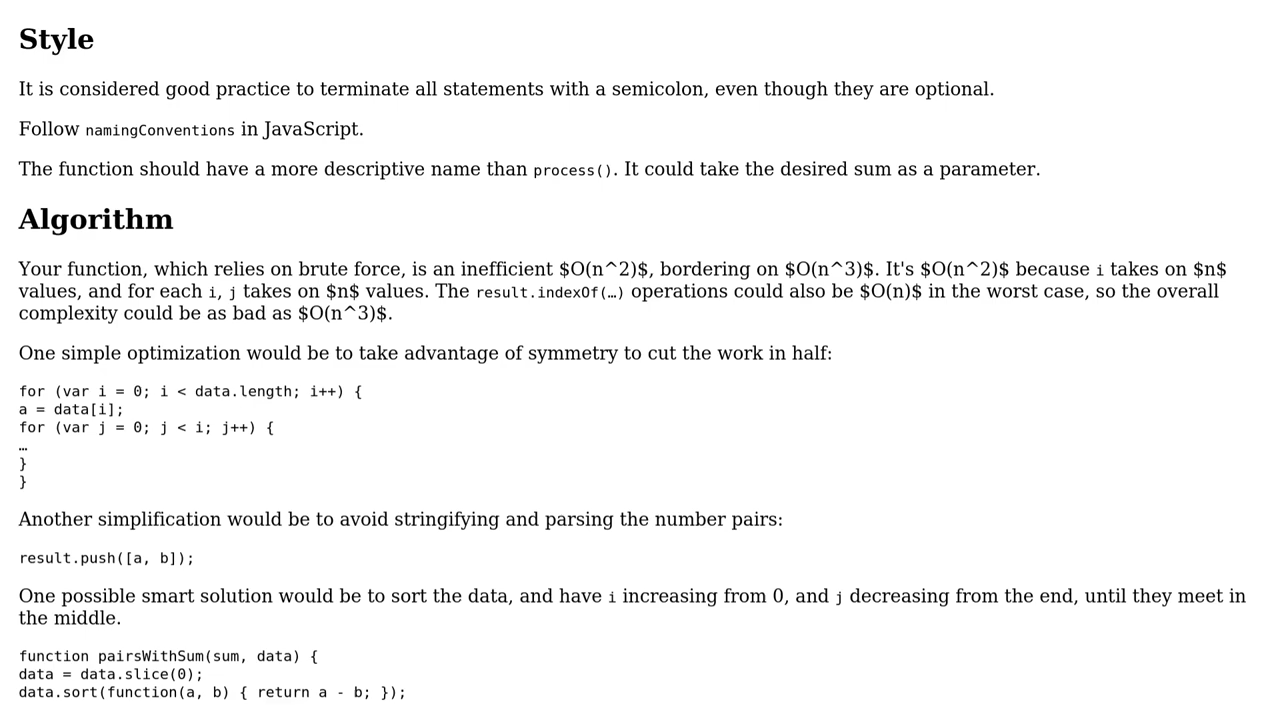 Style
It is considered good practice to terminate all statements with a semicolon, even though they are optional.
Follow namingConventions in JavaScript.
The function should have a more descriptive name than process(). It could take the desired sum as a parameter.
Algorithm
Your function, which relies on brute force, is an inefficient $O(n^2)$, bordering on $O(n^3)$. It's $O(n^2)$ because i takes on $n$
values, and for each i, j takes on $n$ values. The result.indexOf(…) operations could also be $O(n)$ in the worst case, so the overall
complexity could be as bad as $O(n^3)$.
One simple optimization would be to take advantage of symmetry to cut the work in half:
for (var i = 0; i < data.length; i++) {
a = data[i];
for (var j = 0; j < i; j++) {
…
}
}
Another simplification would be to avoid stringifying and parsing the number pairs:
result.push([a, b]);
One possible smart solution would be to sort the data, and have i increasing from 0, and j decreasing from the end, until they meet in
the middle.
function pairsWithSum(sum, data) {
data = data.slice(0);
data.sort(function(a, b) { return a - b; });